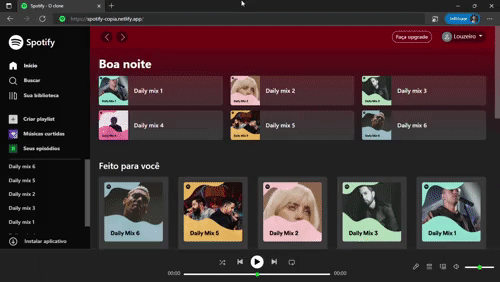 Spotify - O clone
https://spotify-copia.netlify.app/
Spotify
Faça upgrade
Louzeiro
Início
Buscar
Sua biblioteca
Criar playlist
Músicas curtidas
Seus episódios
Daily mix 6
Daily mix 5
Daily mix 2
Daily mix 3
Daily mix 1
Instalar aplicativo
Boa noite
Daily mix 1
Daily mix 2
Daily mix 3
Daily mix 4
Daily mix 5
Daily mix 6
Feito para você
Daily Mix 6
Daily Mix 5
Daily Mix 2
Daily Mix 3
Daily Mix 1
00:00
00:00